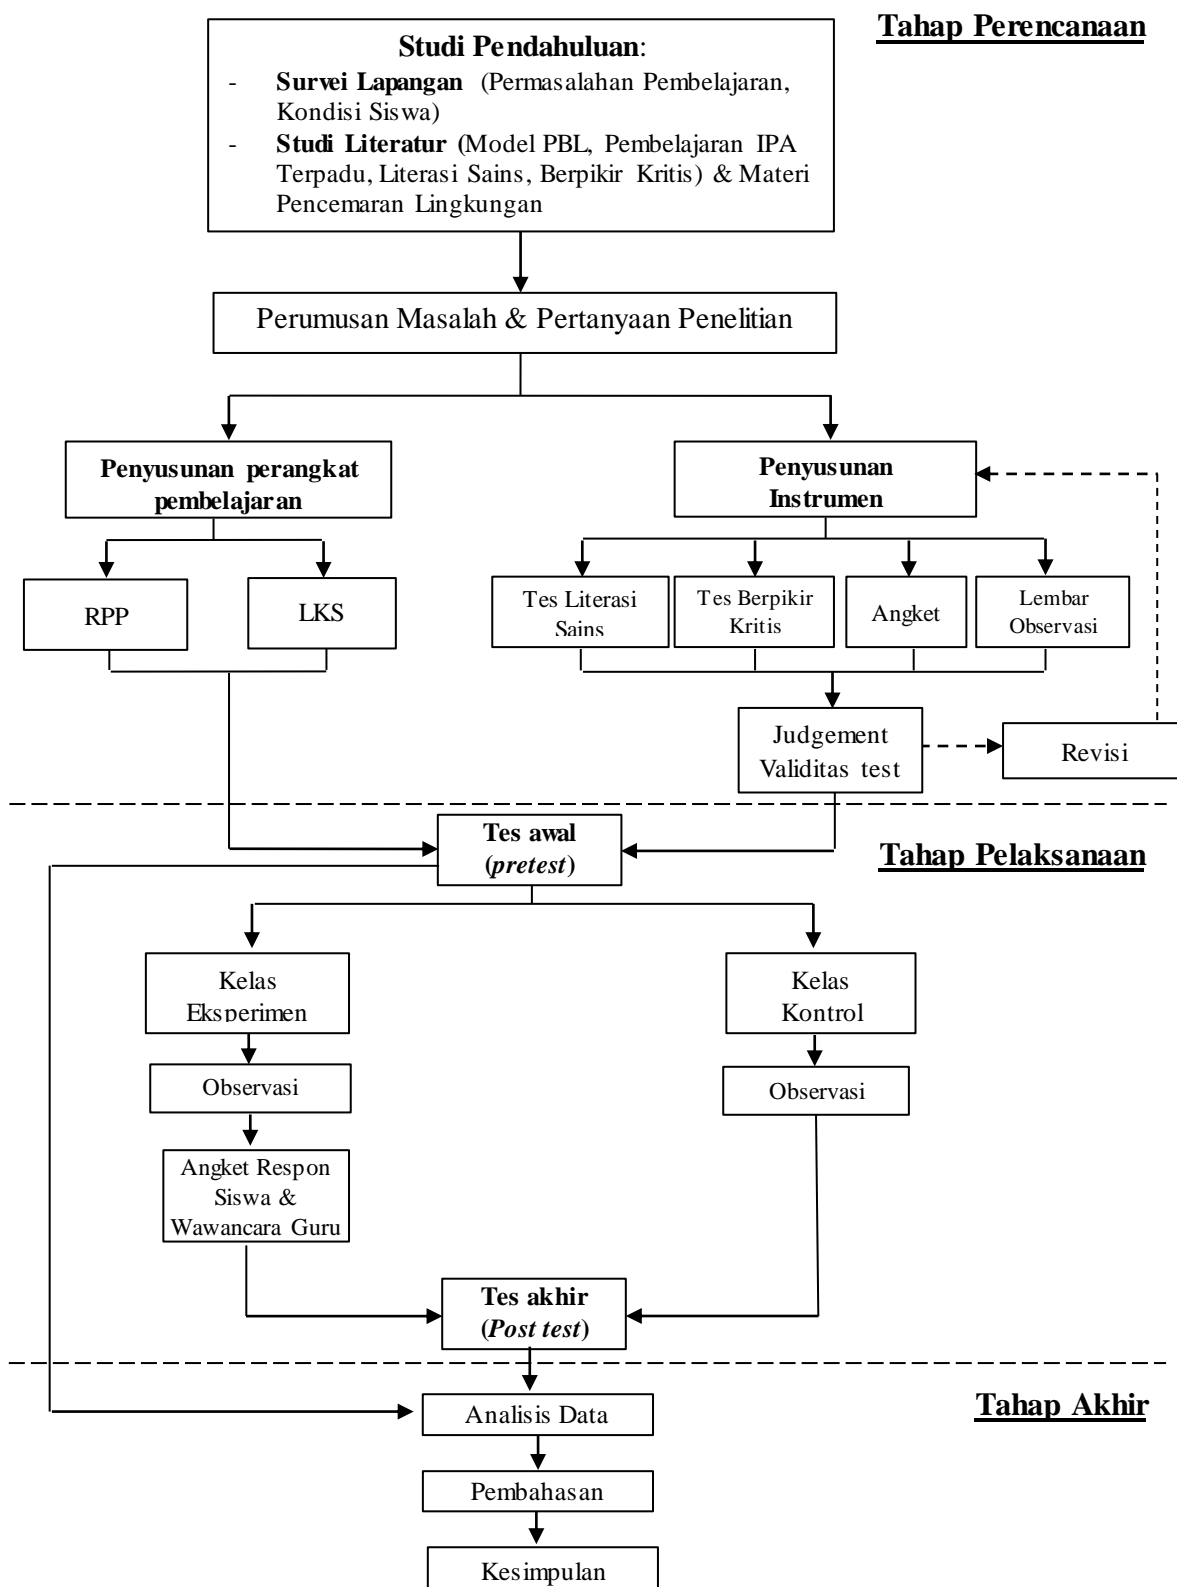 Tahap Perencanaan
Studi Pendahuluan:
- Survei Lapangan (Permasalahan Pembelajaran,
Kondisi Siswa)
- Studi Literatur (Model PBL, Pembelajaran IPA
Terpadu, Literasi Sains, Berpikir Kritis) & Materi
Pencemaran Lingkungan
Perumusan Masalah & Pertanyaan Penelitian
Penyusunan perangkat
pembelajaran
Penyusunan
Instrumen
RPP
LKS
Tes Literasi
Sains
Tes Berpikir
Kritis
Angket
Lembar
Observasi
Judgement
Validitas test
Revisi
Tes awal
(pretest)
Tahap Pelaksanaan
Kelas
Eksperimen
Kelas
Kontrol
Observasi
Observasi
Angket Respon
Siswa &
Wawancara Guru
Tes akhir
(Post test)
Tahap Akhir
Analisis Data
Pembahasan
Kesimpulan